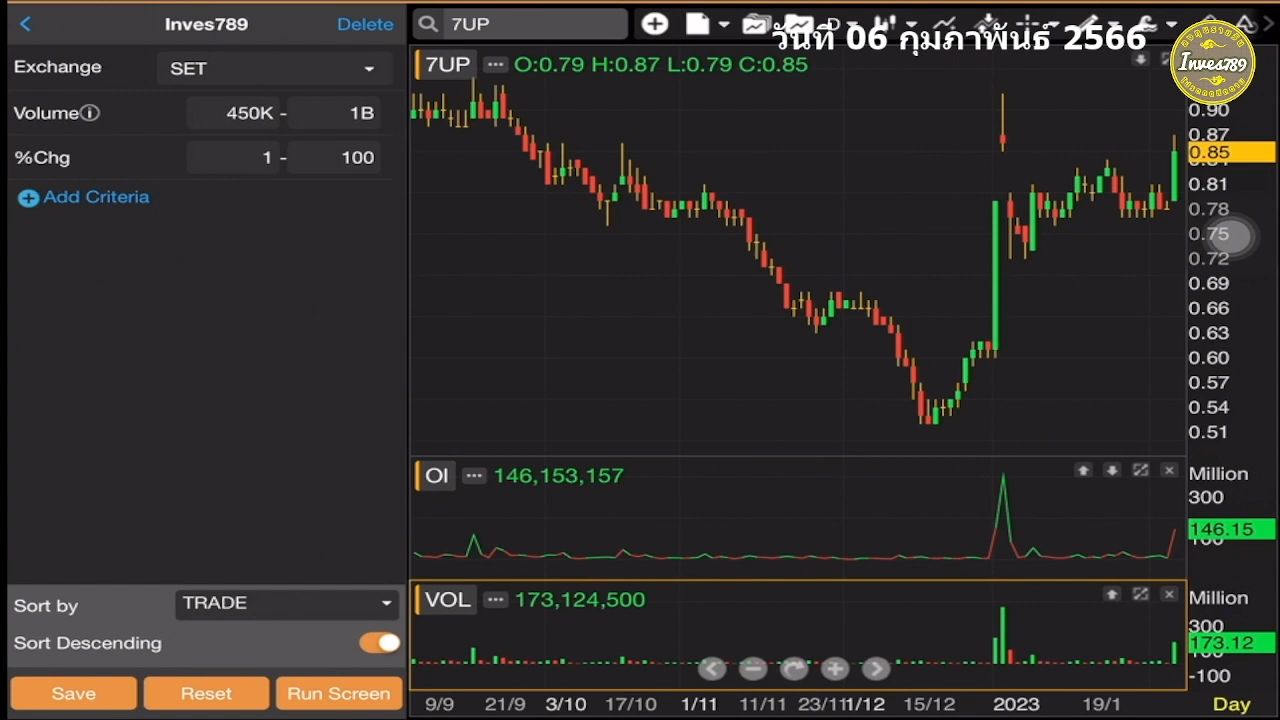 Inves789
Delete
7UP
D
วันที่ 06 กุมภาพันธ์ 2566
Inves789
Exchange
SET
Volume
450K - 1B
%Chg
1 - 100
Add Criteria
7UP ··· O:0.79 H:0.87 L:0.79 C:0.85
0.90
0.87
0.85
0.81
0.78
0.75
0.72
0.69
0.66
0.63
0.60
0.57
0.54
0.51
OI ··· 146,153,157
Million
300
146.15
VOL ··· 173,124,500
Million
300
173.12
-100
9/9 21/9 3/10 17/10 1/11 11/11 23/11 1/12 15/12 2023 19/1 Day
Sort by
TRADE
Sort Descending
Save
Reset
Run Screen